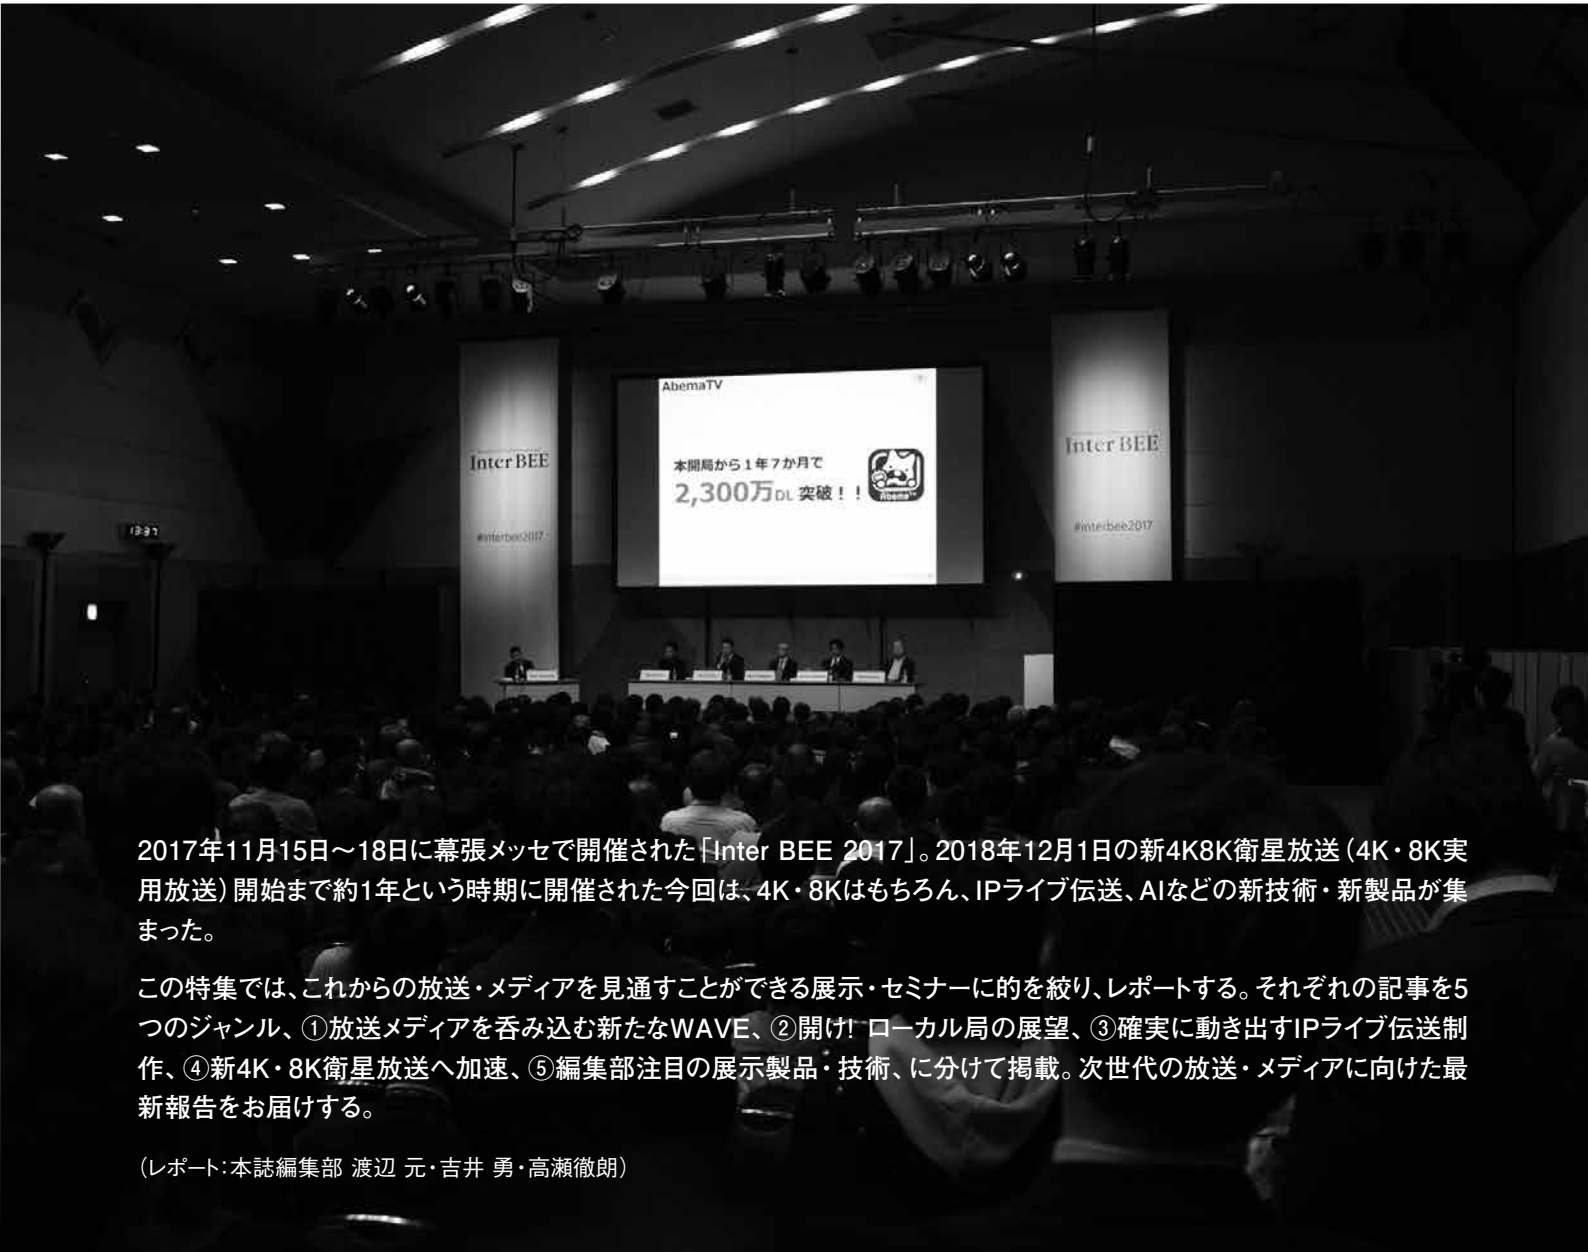 AbemaTV
本開局から1年7か月で
2,300万DL 突破！！
AbemaTV
Inter BEE
#interbee2017
Inter BEE
#interbee2017
13:37
2017年11月15日～18日に幕張メッセで開催された「Inter BEE 2017」。2018年12月1日の新4K8K衛星放送（4K・8K実
用放送）開始まで約1年という時期に開催された今回は、4K・8Kはもちろん、IPライブ伝送、AIなどの新技術・新製品が集
まった。
この特集では、これからの放送・メディアを見通すことができる展示・セミナーに的を絞り、レポートする。それぞれの記事を5
つのジャンル、①放送メディアを呑み込む新たなWAVE、②開け! ローカル局の展望、③確実に動き出すIPライブ伝送制
作、④新4K・8K衛星放送へ加速、⑤編集部注目の展示製品・技術、に分けて掲載。次世代の放送・メディアに向けた最
新報告をお届けする。
（レポート：本誌編集部 渡辺 元・吉井 勇・高瀬徹朗）